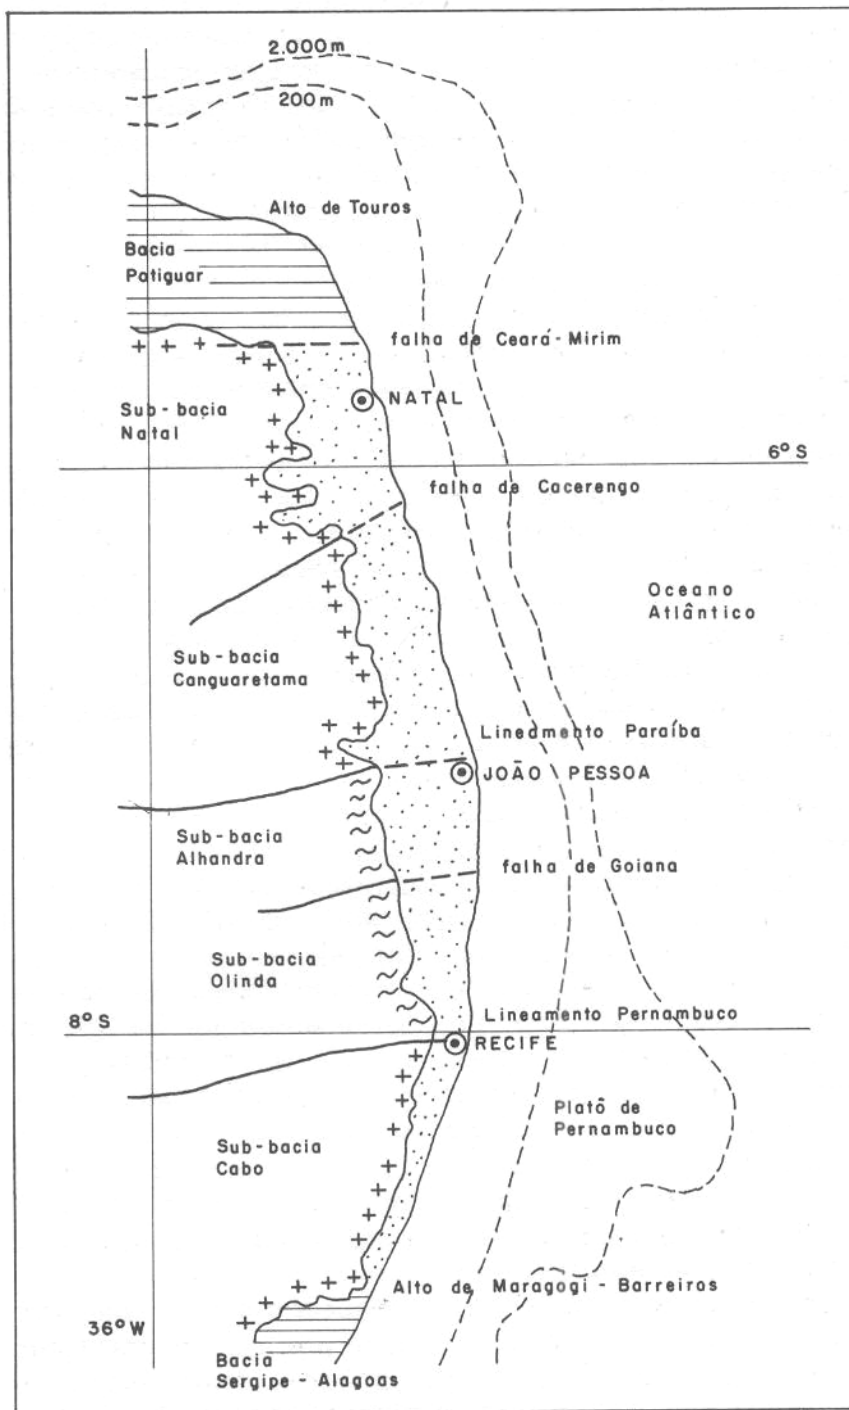 2.000m
200m
Alto de Touros
Bacia
Potiguar
falha de Ceará-Mirim
Sub-bacia
Natal
NATAL
6° S
falha de Cacerengo
Oceano
Atlântico
Sub-bacia
Canguaretama
Lineamento Paraíba
JOÃO PESSOA
Sub-bacia
Alhandra
falha de Goiana
Sub-bacia
Olinda
Lineamento Pernambuco
8° S
RECIFE
Platô de
Pernambuco
Sub-bacia
Cabo
Alto de Maragogi-Barreiros
36° W
Bacia
Sergipe-Alagoas